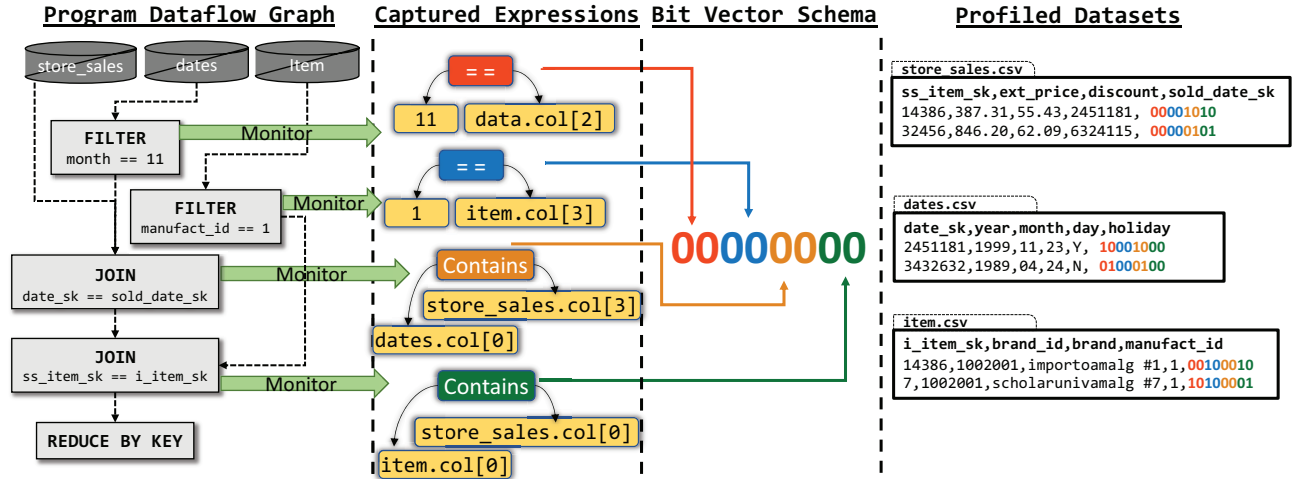 Program Dataflow Graph
Captured Expressions
Bit Vector Schema
Profiled Datasets
store_sales
dates
Item
FILTER
month == 11
FILTER
manufact_id == 1
JOIN
date_sk == sold_date_sk
JOIN
ss_item_sk == i_item_sk
REDUCE BY KEY
Monitor
Monitor
Monitor
Monitor
==
11
data.col[2]
==
1
item.col[3]
Contains
store_sales.col[3]
dates.col[0]
Contains
store_sales.col[0]
item.col[0]
00000000
store_sales.csv
ss_item_sk,ext_price,discount,sold_date_sk
14386,387.31,55.43,2451181, 00001010
32456,846.20,62.09,6324115, 00000101
dates.csv
date_sk,year,month,day,holiday
2451181,1999,11,23,Y, 10001000
3432632,1989,04,24,N, 01000100
item.csv
i_item_sk,brand_id,brand,manufact_id
14386,1002001,importoamalg #1,1,00100010
7,1002001,scholarunivamalg #7,1,10100001